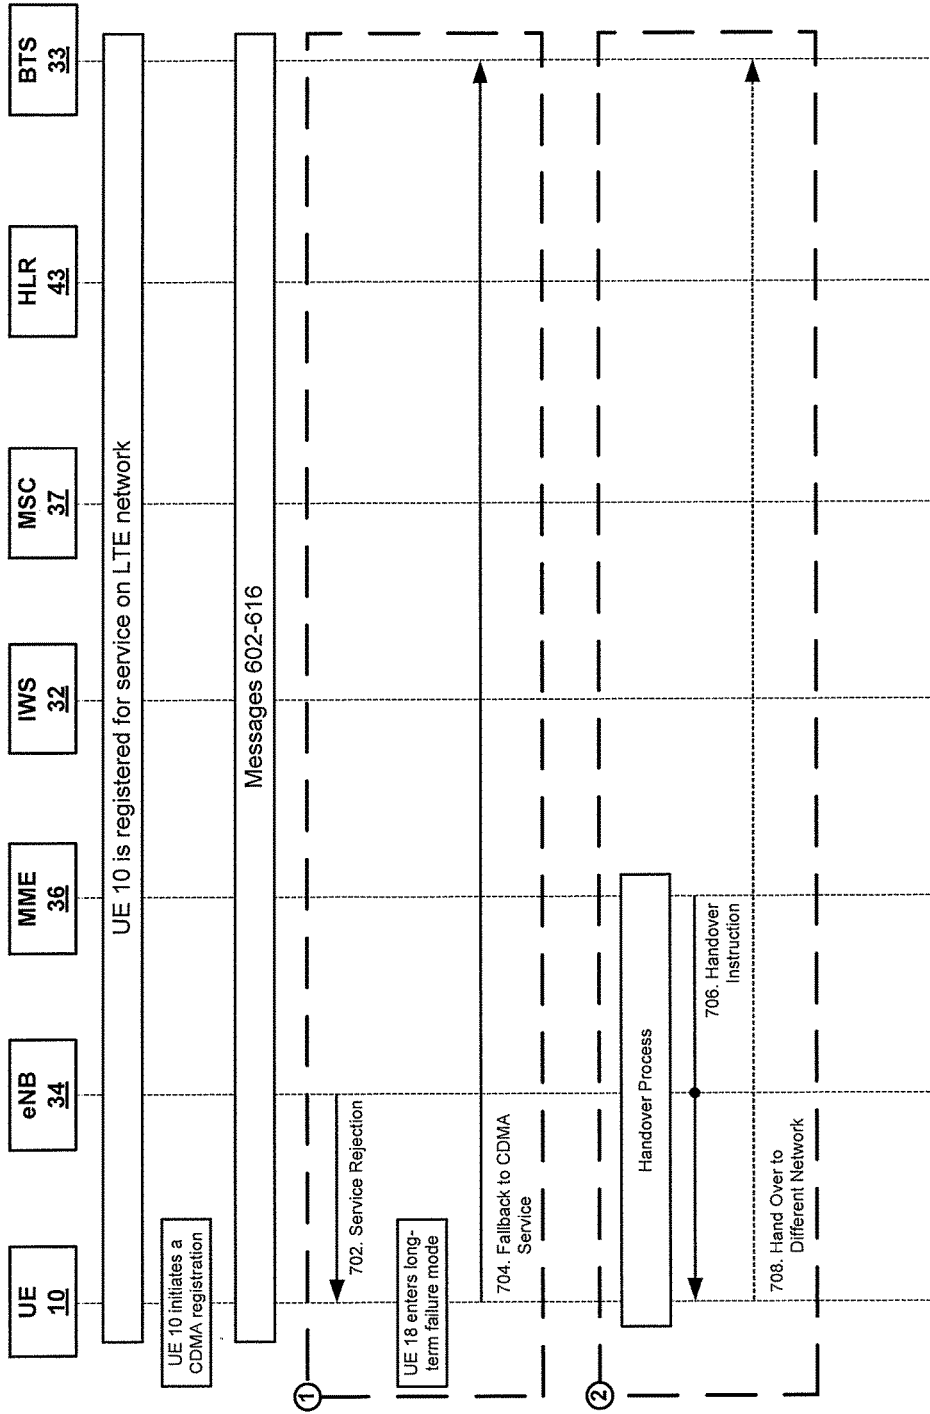 UE
10
eNB
34
MME
36
IWS
32
MSC
37
HLR
43
BTS
33
UE 10 is registered for service on LTE network
UE 10 initiates a
CDMA registration
Messages 602-616
1
702. Service Rejection
UE 18 enters long-
term failure mode
704. Fallback to CDMA
Service
2
Handover Process
706. Handover
Instruction
708. Hand Over to
Different Network